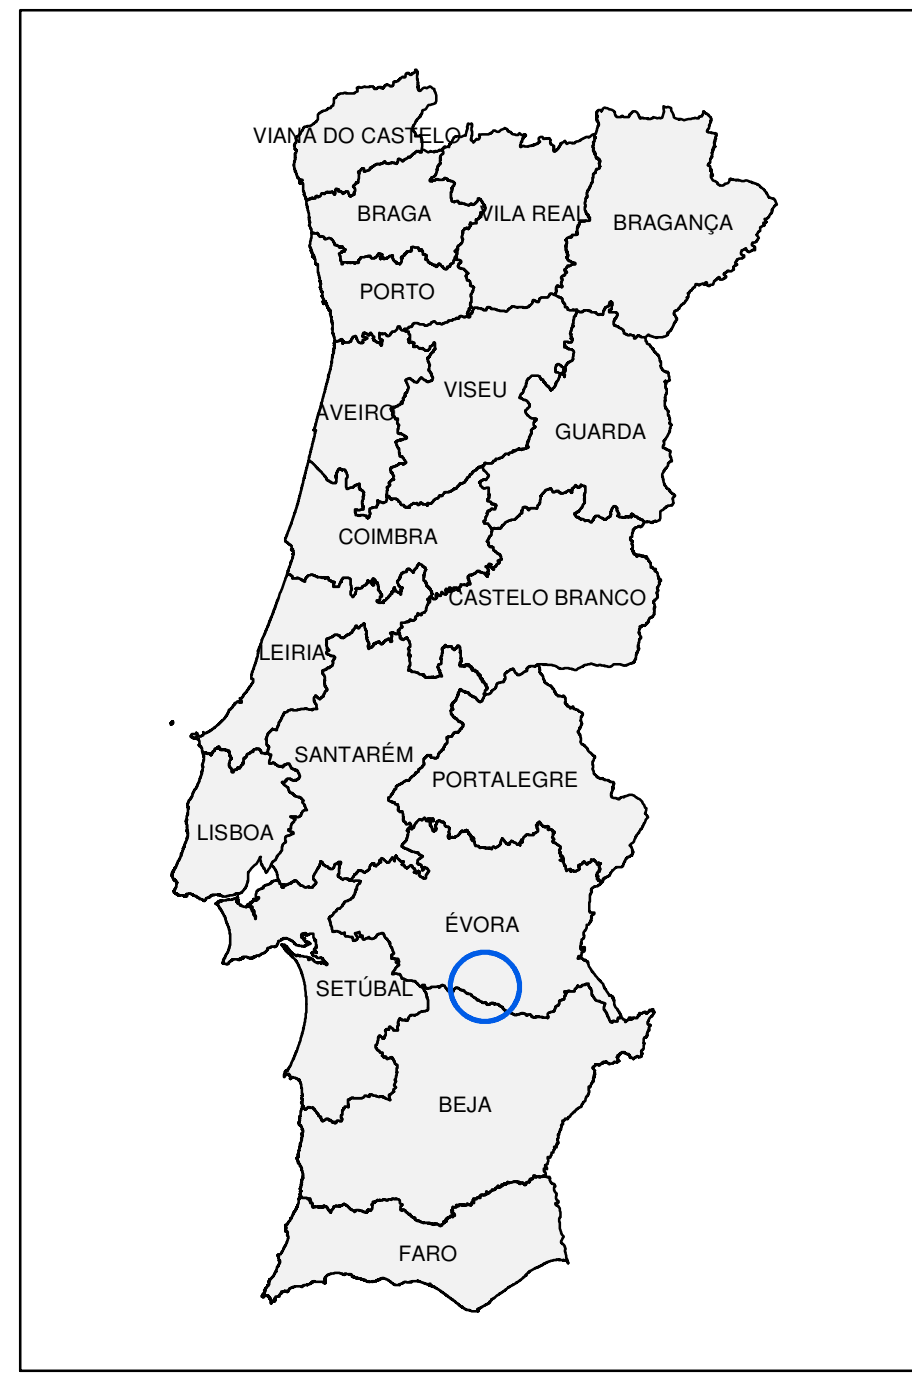 VIANA DO CASTELO
BRAGA
VILA REAL
BRAGANÇA
PORTO
VISEU
AVEIRO
GUARDA
COIMBRA
CASTELO BRANCO
LEIRIA
SANTARÉM
PORTALEGRE
LISBOA
ÉVORA
SETÚBAL
BEJA
FARO